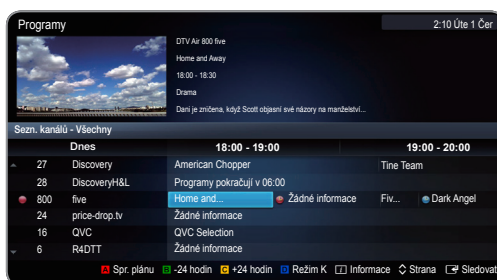 Programy
2:10 Úte 1 Čer
DTV Air 800 five
Home and Away
18:00 - 18:30
Drama
Dani je zničena, když Scott objasní své názory na manželství...
Sezn. kanálů - Všechny
Dnes 18:00 - 19:00 19:00 - 20:00
27 Discovery American Chopper Tine Team
28 DiscoveryH&L Programy pokračují v 06:00
800 five Home and... Žádné informace Fiv... Dark Angel
24 price-drop.tv Žádné informace
16 QVC QVC Selection
6 R4DTT Žádné informace
A Spr. plánu B -24 hodin C +24 hodin D Režim K i Informace Strana Sledovat